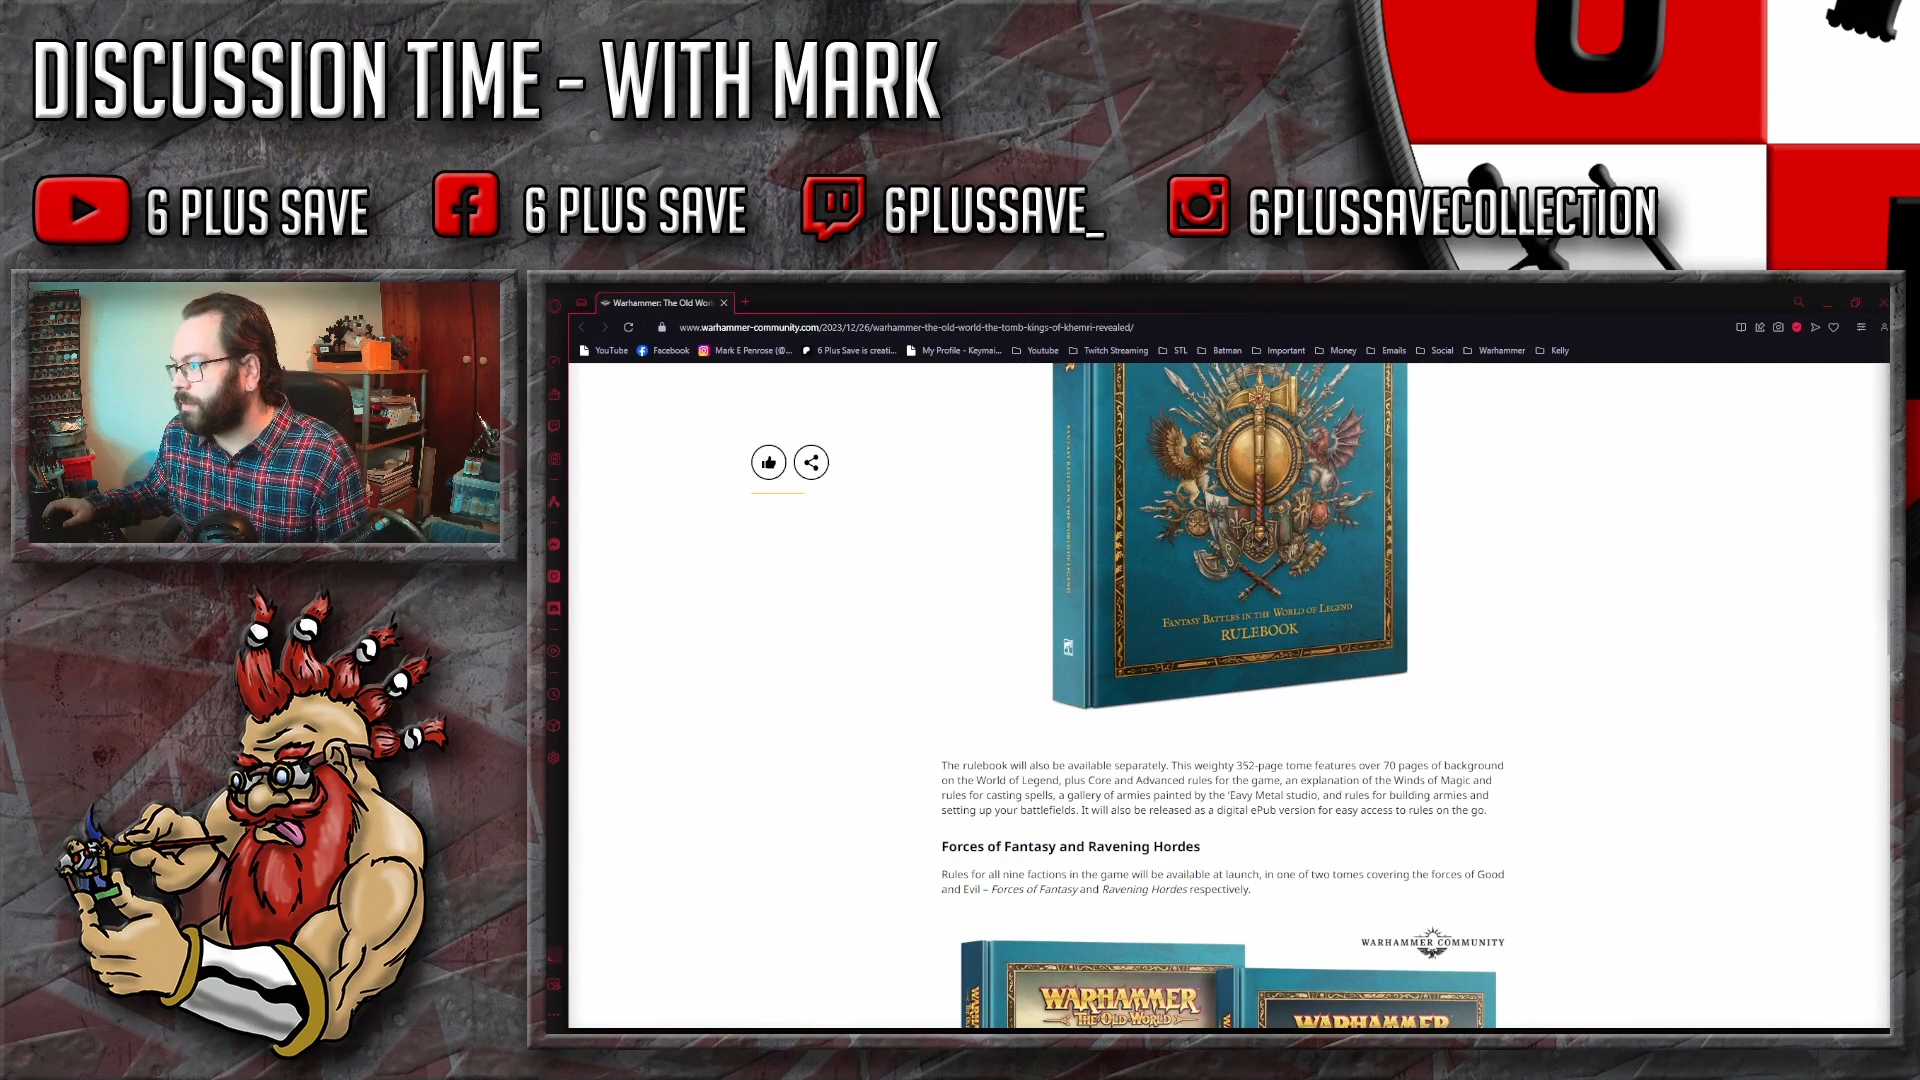 DISCUSSION TIME - WITH MARK
6 PLUS SAVE
6 PLUS SAVE
6PLUSSAVE_
6PLUSSAVECOLLECTION
Warhammer: The Old Wor
www.warhammer-community.com/2023/12/26/warhammer-the-old-world-the-tomb-kings-of-khemri-revealed/
YouTube Facebook Mark E Penrose (@... 6 Plus Save is creati... My Profile - Keymai... Youtube Twitch Streaming STL Batman Important Money Emails Social Warhammer Kelly
FANTASY BATTLES IN THE WORLD OF LEGEND
RULEBOOK
The rulebook will also be available separately. This weighty 352-page tome features over 70 pages of background
on the World of Legend, plus Core and Advanced rules for the game, an explanation of the Winds of Magic and
rules for casting spells, a gallery of armies painted by the 'Eavy Metal studio, and rules for building armies and
setting up your battlefields. It will also be released as a digital ePub version for easy access to rules on the go.
Forces of Fantasy and Ravening Hordes
Rules for all nine factions in the game will be available at launch, in one of two tomes covering the forces of Good
and Evil – Forces of Fantasy and Ravening Hordes respectively.
WARHAMMER COMMUNITY
WARHAMMER
THE OLD WORLD
WARHAMMER